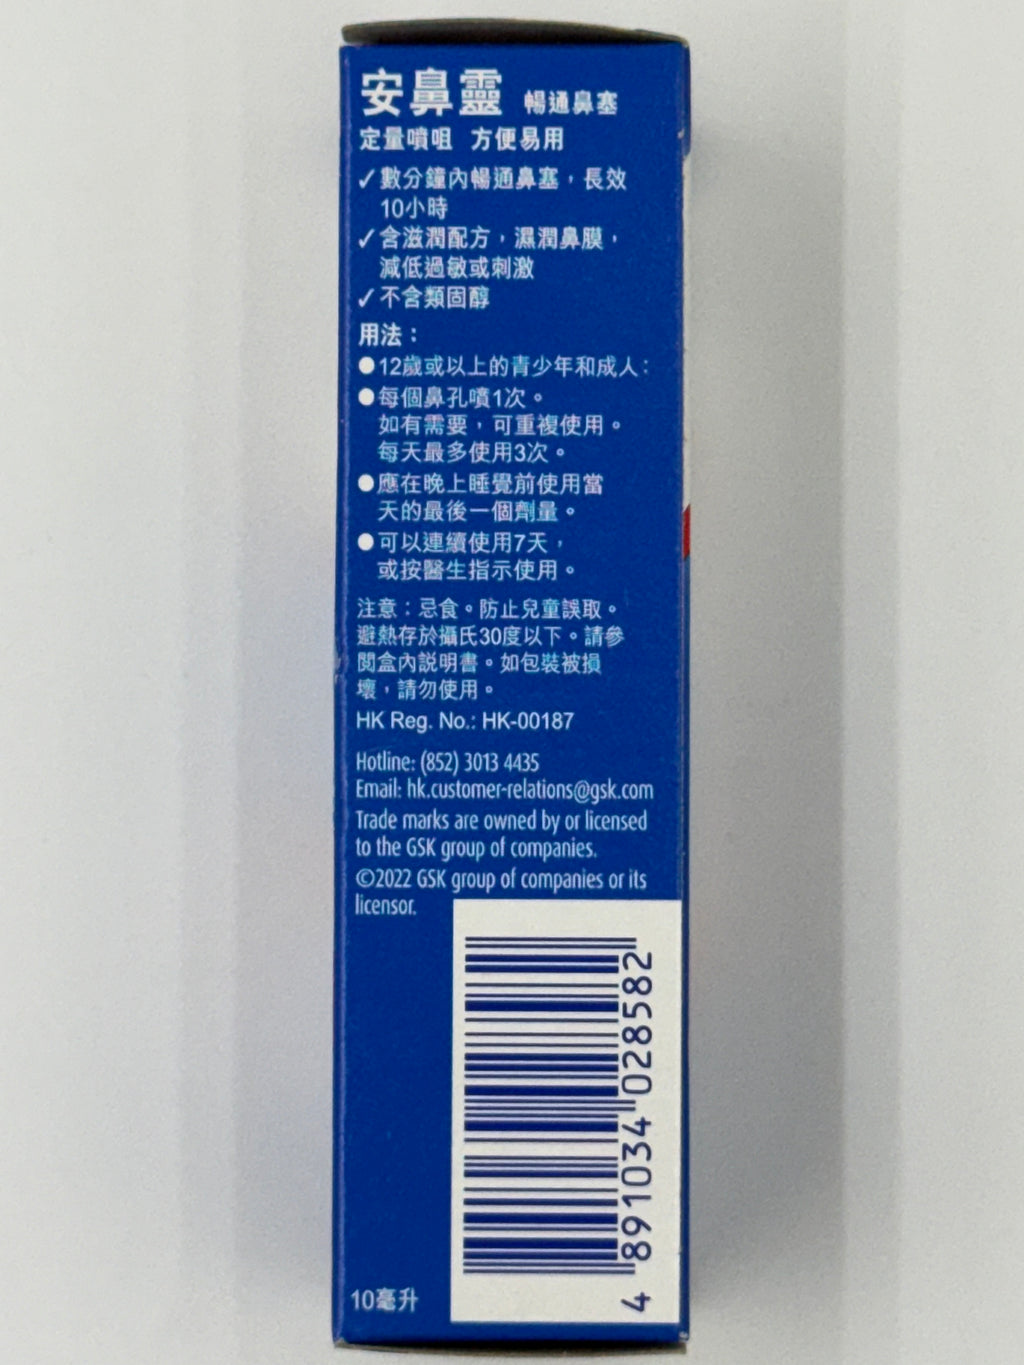 安鼻靈 暢通鼻塞
定量噴咀 方便易用
✓數分鐘內暢通鼻塞，長效
10小時
✓含滋潤配方，濕潤鼻膜，
減低過敏或刺激
✓不含類固醇
用法：
●12歲或以上的青少年和成人：
●每個鼻孔噴1次。
如有需要，可重複使用。
每天最多使用3次。
●應在晚上睡覺前使用當
天的最後一個劑量。
●可以連續使用7天，
或按醫生指示使用。
注意：忌食。防止兒童誤取。
避熱存於攝氏30度以下。請參
閱盒內說明書。如包裝被損
壞，請勿使用。
HK Reg. No.: HK-00187
Hotline: (852) 3013 4435
Email: hk.customer-relations@gsk.com
Trade marks are owned by or licensed
to the GSK group of companies.
©2022 GSK group of companies or its
licensor.
4 891034 028582
10毫升